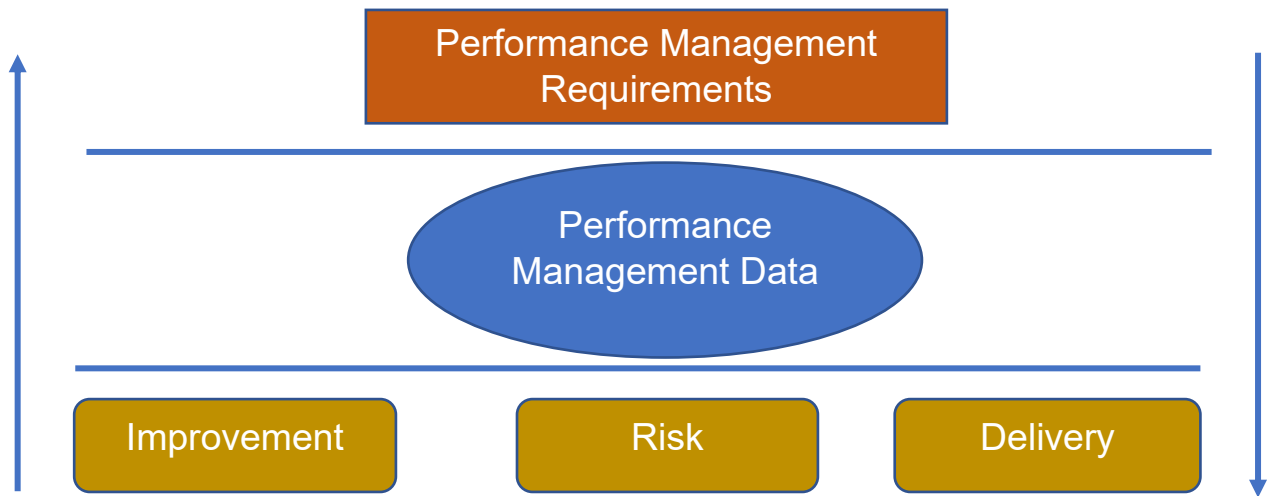 Performance Management
Requirements
Performance
Management Data
Improvement
Risk
Delivery